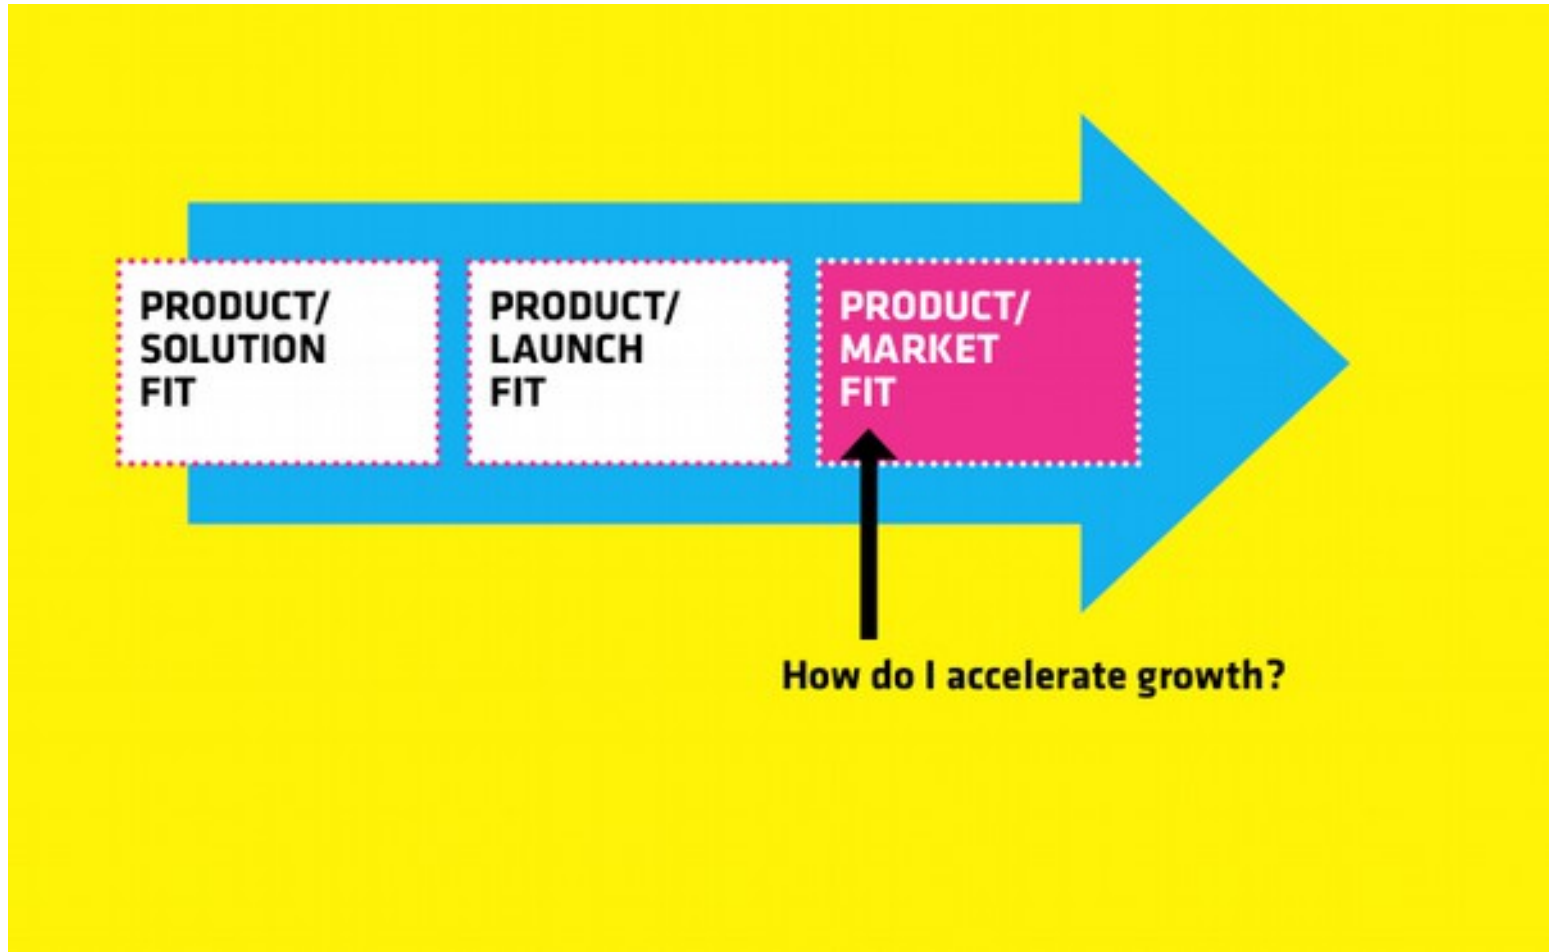 PRODUCT/
SOLUTION
FIT
PRODUCT/
LAUNCH
FIT
PRODUCT/
MARKET
FIT
How do I accelerate growth?